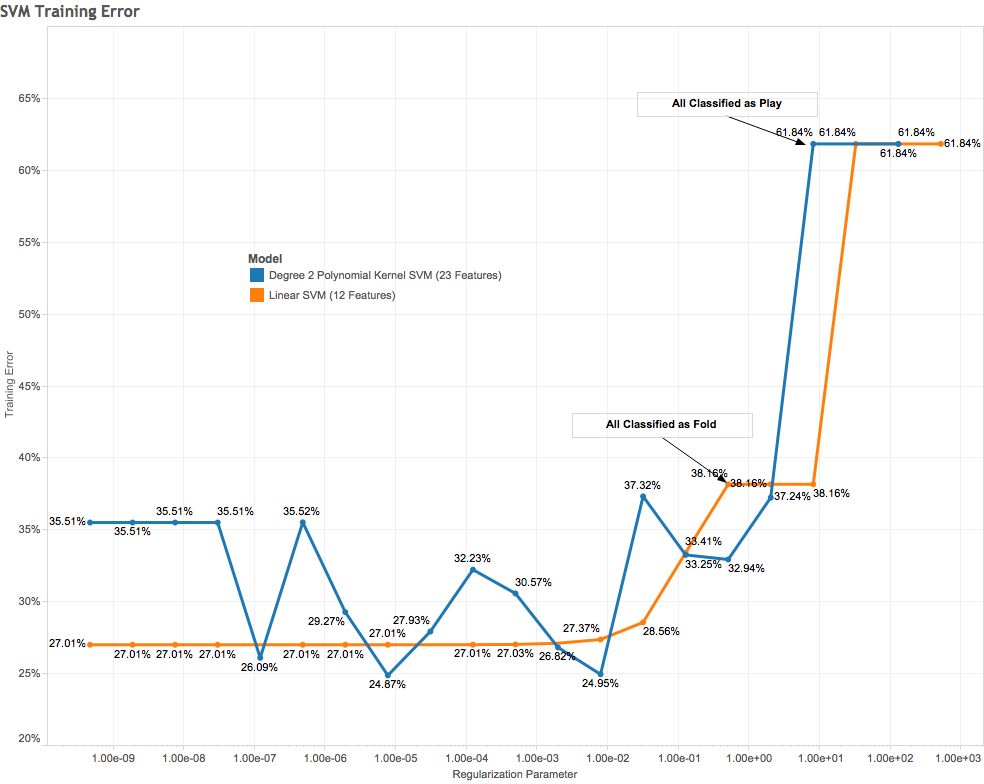 SVM Training Error
65%
All Classified as Play
61.84% 61.84% 61.84%
61.84% 61.84%
60%
55%
Model
Degree 2 Polynomial Kernel SVM (23 Features)
Linear SVM (12 Features)
50%
45%
Training Error
All Classified as Fold
40%
38.16%
38.16%
37.32%
37.24% 38.16%
35.51% 35.51% 35.51% 35.52%
35.51%
35%
33.41%
33.25% 32.94%
32.23%
30.57%
30%
29.27% 27.93% 27.37% 28.56%
27.01% 27.01%
27.01% 27.01% 27.01% 27.01% 27.01% 27.01% 27.03% 26.82%
26.09%
25%
24.87% 24.95%
20%
1.00e-09 1.00e-08 1.00e-07 1.00e-06 1.00e-05 1.00e-04 1.00e-03 1.00e-02 1.00e-01 1.00e+00 1.00e+01 1.00e+02 1.00e+03
Regularization Parameter